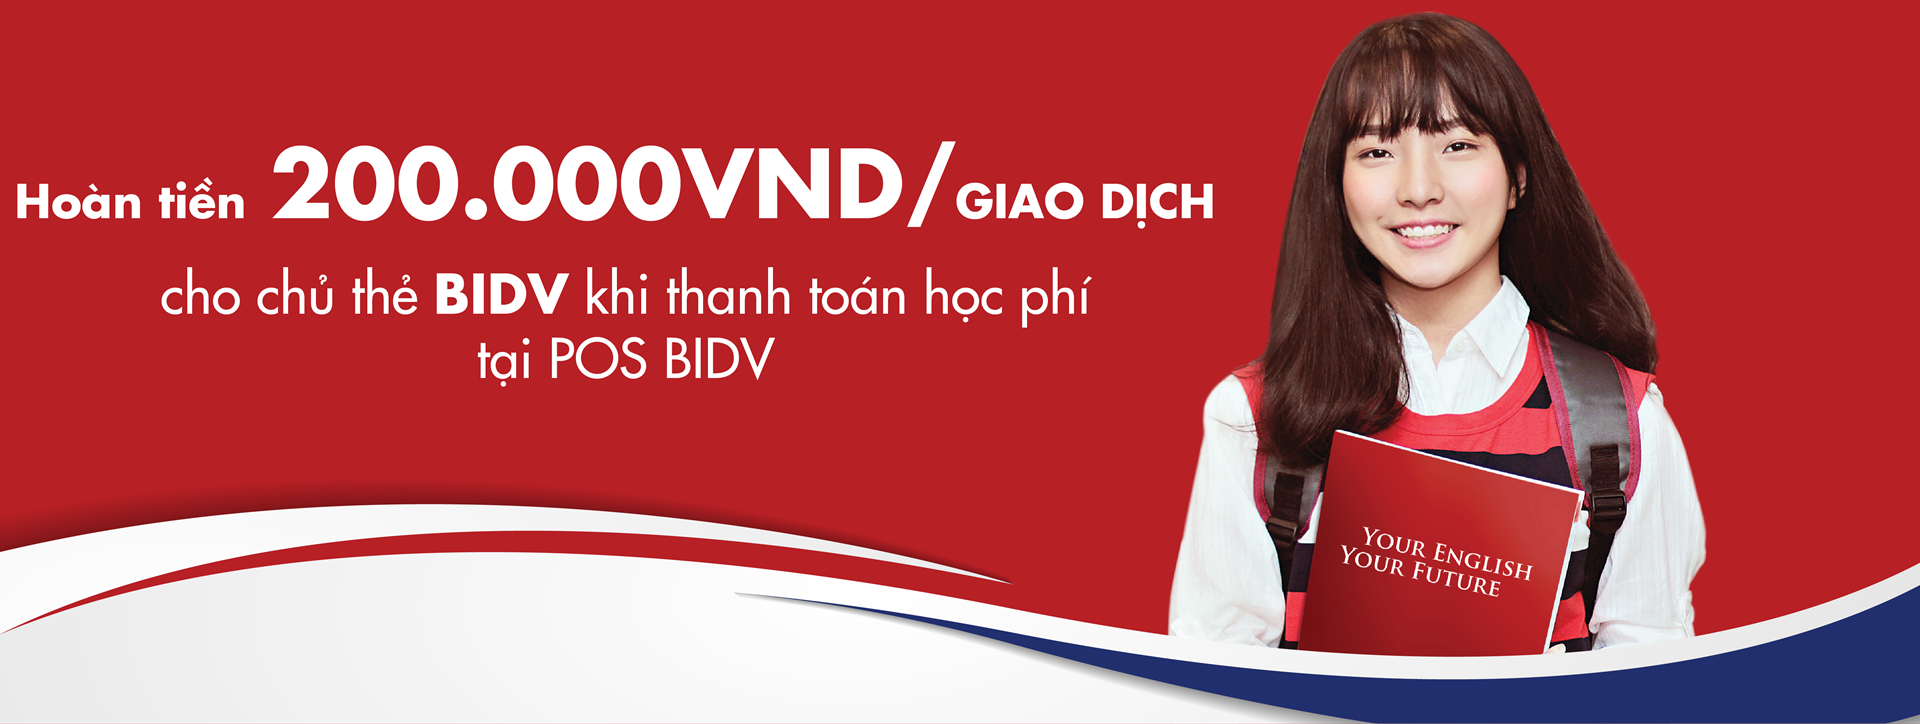 Hoàn tiền 200.000VND/GIAO DỊCH
cho chủ thẻ BIDV khi thanh toán học phí
tại POS BIDV
YOUR ENGLISH
YOUR FUTURE